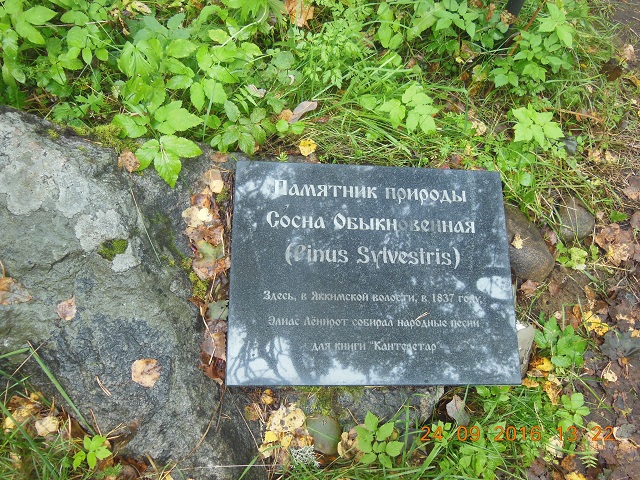 Памятник природы
Сосна Обыкновенная
(Pinus Sylvestris)
Здесь, в Яккимской волости, в 1837 году,
Элиас Леннрот собирал народные песни
для книги "Кантеретар"
24.09.2016 13:22